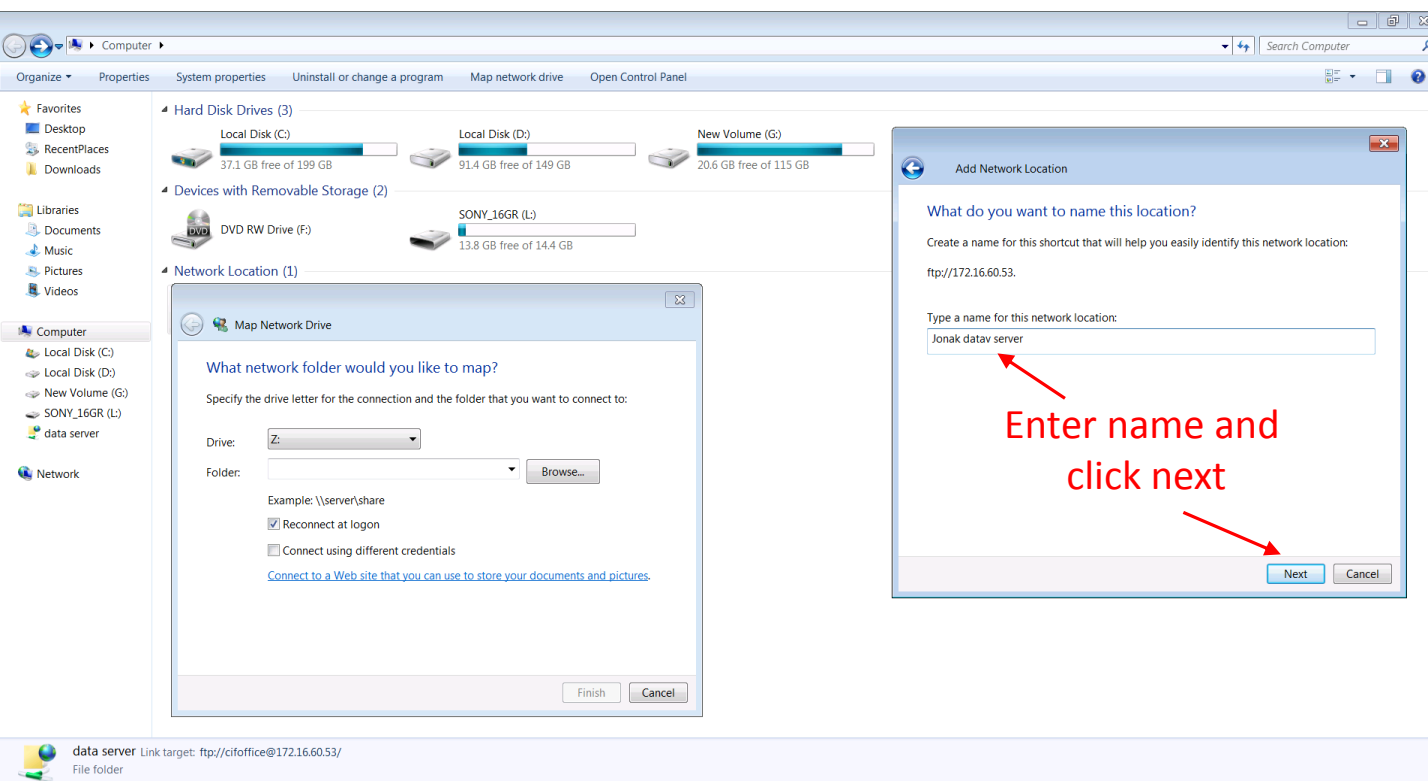 Computer
Search Computer
Organize Properties System properties Uninstall or change a program Map network drive Open Control Panel
Favorites
Desktop
RecentPlaces
Downloads
Libraries
Documents
Music
Pictures
Videos
Computer
Local Disk (C:)
Local Disk (D:)
New Volume (G:)
SONY_16GR (L:)
data server
Network
Hard Disk Drives (3)
Local Disk (C:)
37.1 GB free of 199 GB
Local Disk (D:)
91.4 GB free of 149 GB
New Volume (G:)
20.6 GB free of 115 GB
Devices with Removable Storage (2)
DVD
DVD RW Drive (F:)
SONY_16GR (L:)
13.8 GB free of 14.4 GB
Network Location (1)
Map Network Drive
What network folder would you like to map?
Specify the drive letter for the connection and the folder that you want to connect to:
Drive: Z:
Folder: Browse...
Example: \\server\share
Reconnect at logon
Connect using different credentials
Connect to a Web site that you can use to store your documents and pictures.
Finish Cancel
Add Network Location
What do you want to name this location?
Create a name for this shortcut that will help you easily identify this network location:
ftp://172.16.60.53.
Type a name for this network location:
Jonak datav server
Enter name and
click next
Next Cancel
data server Link target: ftp://cifoffice@172.16.60.53/
File folder